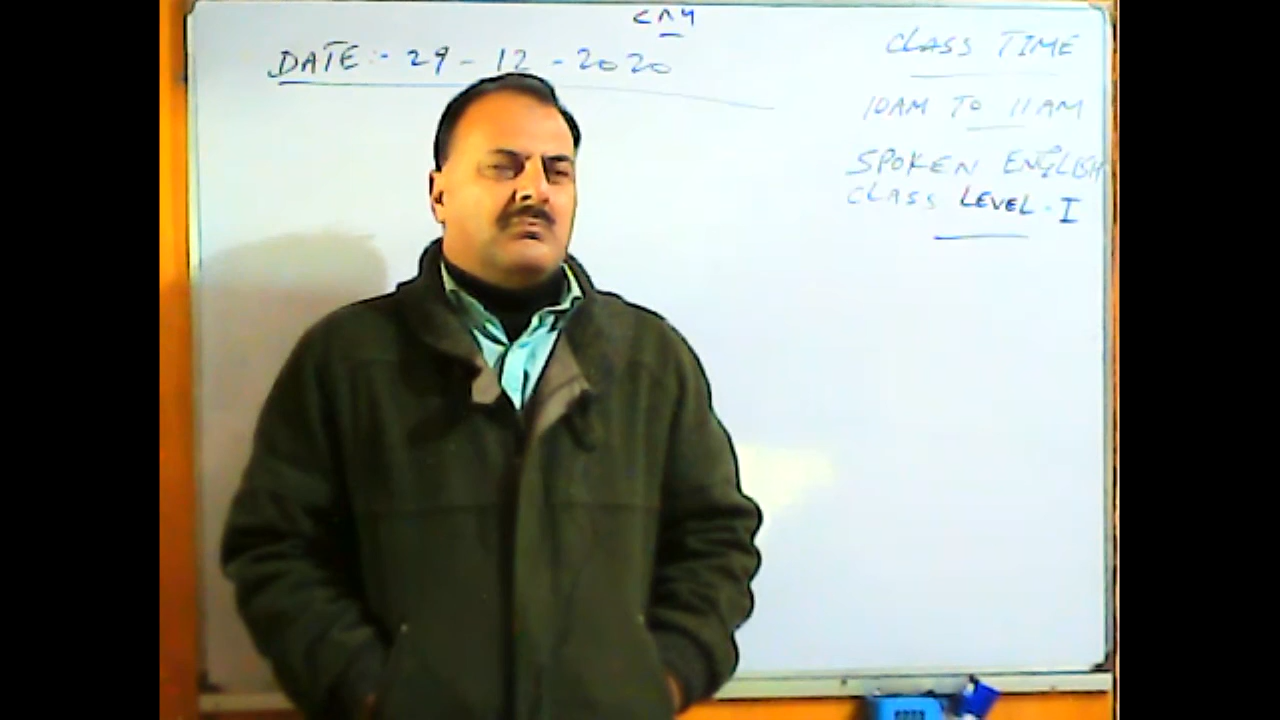 DATE :- 29 - 12 - 2020
CLASS TIME
10AM TO 11AM
SPOKEN ENGLISH
CLASS LEVEL - I